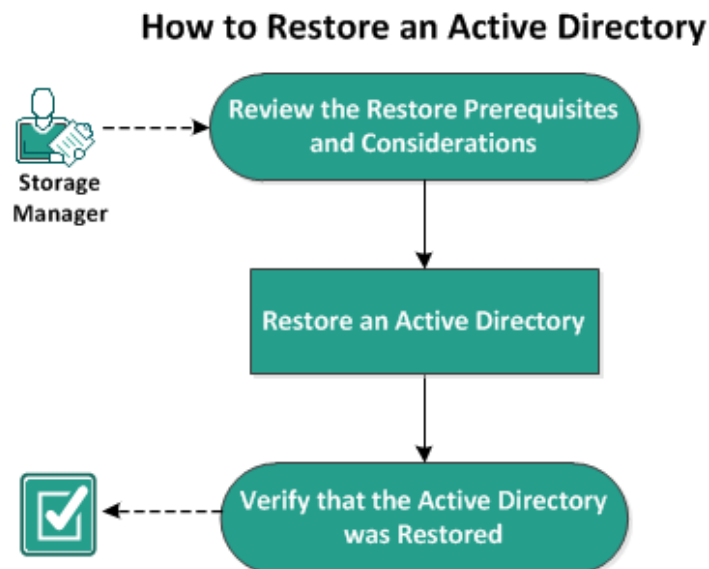 How to Restore an Active Directory
Review the Restore Prerequisites
and Considerations
Storage
Manager
Restore an Active Directory
Verify that the Active Directory
was Restored